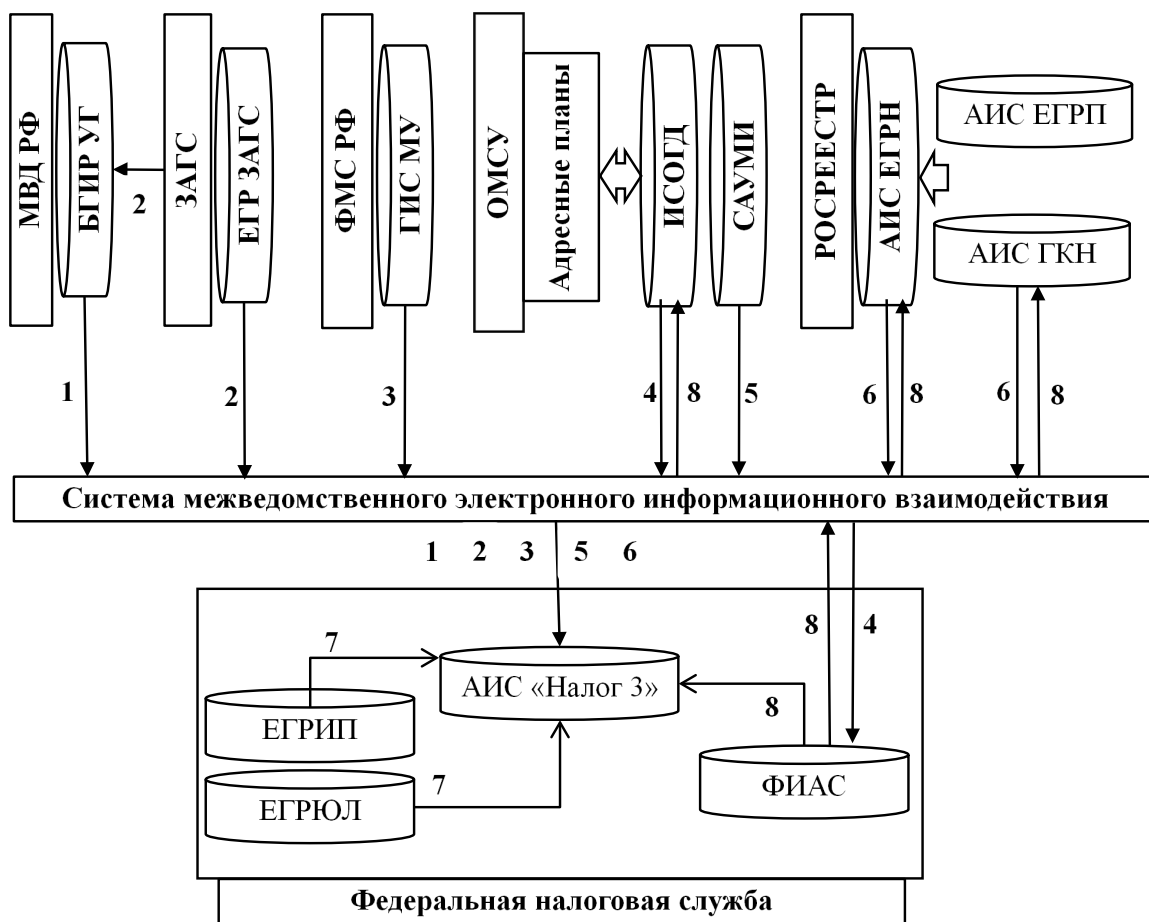 МВД РФ
БГИР УГ
2
ЗАГС
ЕГР ЗАГС
ФМС РФ
ГИС МУ
ОМСУ
Адресные планы
ИСОГД
САУМИ
РОСРЕЕСТР
АИС ЕГРН
АИС ЕГРП
АИС ГКН
1
2
3
4
8
5
6
8
6
8
Система межведомственного электронного информационного взаимодействия
1 2 3 5 6
8
4
7
АИС «Налог 3»
8
ЕГРИП
7
ЕГРЮЛ
ФИАС
Федеральная налоговая служба